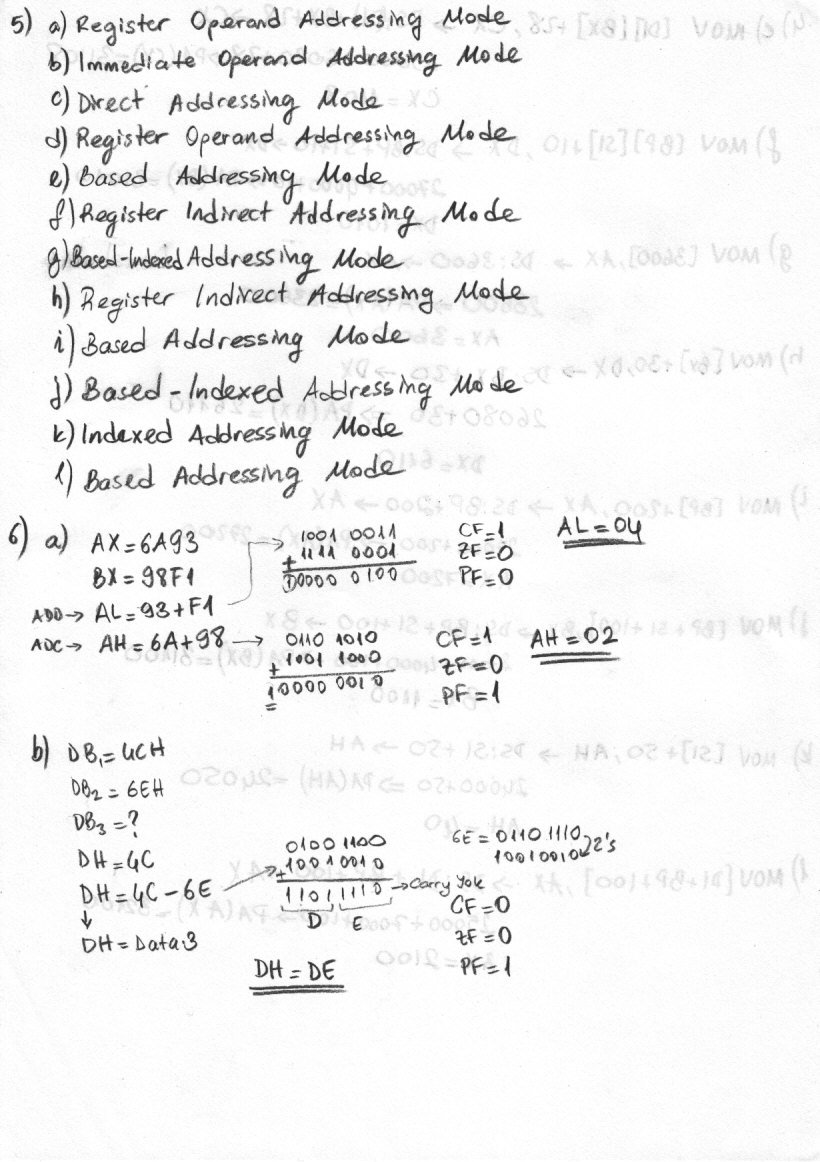 5) a) Register Operand Addressing Mode
b) Immediate Operand Addressing Mode
c) Direct Addressing Mode
d) Register Operand Addressing Mode
e) Based Addressing Mode
f) Register Indirect Addressing Mode
g) Based-Indexed Addressing Mode
h) Register Indirect Addressing Mode
i) Based Addressing Mode
j) Based-Indexed Addressing Mode
k) Indexed Addressing Mode
l) Based Addressing Mode
6) a) AX=6A93
BX=98F1
ADD→ AL=93+F1
→ 1001 0011
+ 1111 0001
10000 0100
CF=1
ZF=0
PF=0
AL=04
ADC→ AH=6A+98 → 0110 1010
+ 1001 1000
10000 0010
CF=1
ZF=0
PF=1
AH=02
b) DB1=4CH
DB2=6EH
DB3=?
DH=4C
DH=4C-6E
↓
DH=Data3
0100 1100
+ 1001 0010
1101 1110 → carry yok
D E
6E=0110 1110
1001 0010 2's
CF=0
ZF=0
PF=1
DH=DE